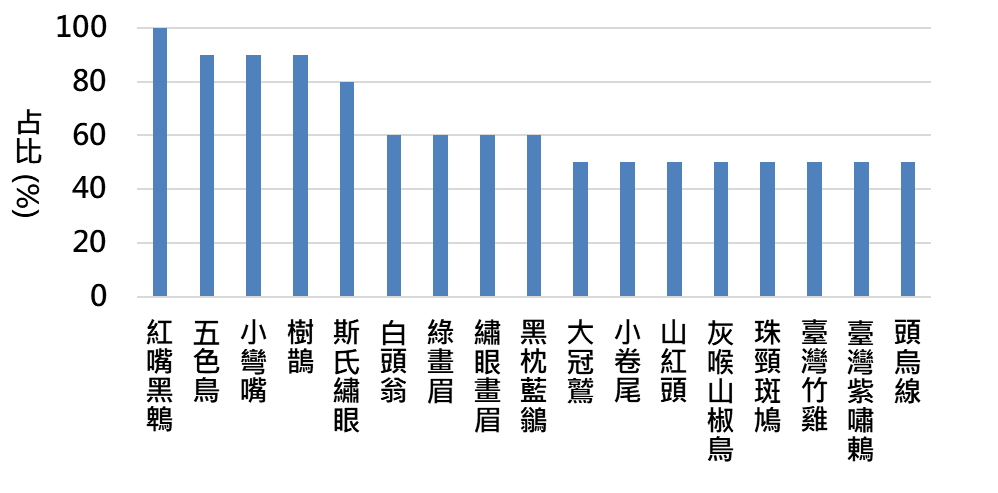 100
80
60
40
20
0
占比(%)
紅嘴黑鵯
五色鳥
小彎嘴
樹鵲
斯氏繡眼
白頭翁
綠畫眉
繡眼畫眉
黑枕藍鶲
大冠鷲
小卷尾
山紅頭
灰喉山椒鳥
珠頸斑鳩
臺灣竹雞
臺灣紫嘯鶇
頭烏線